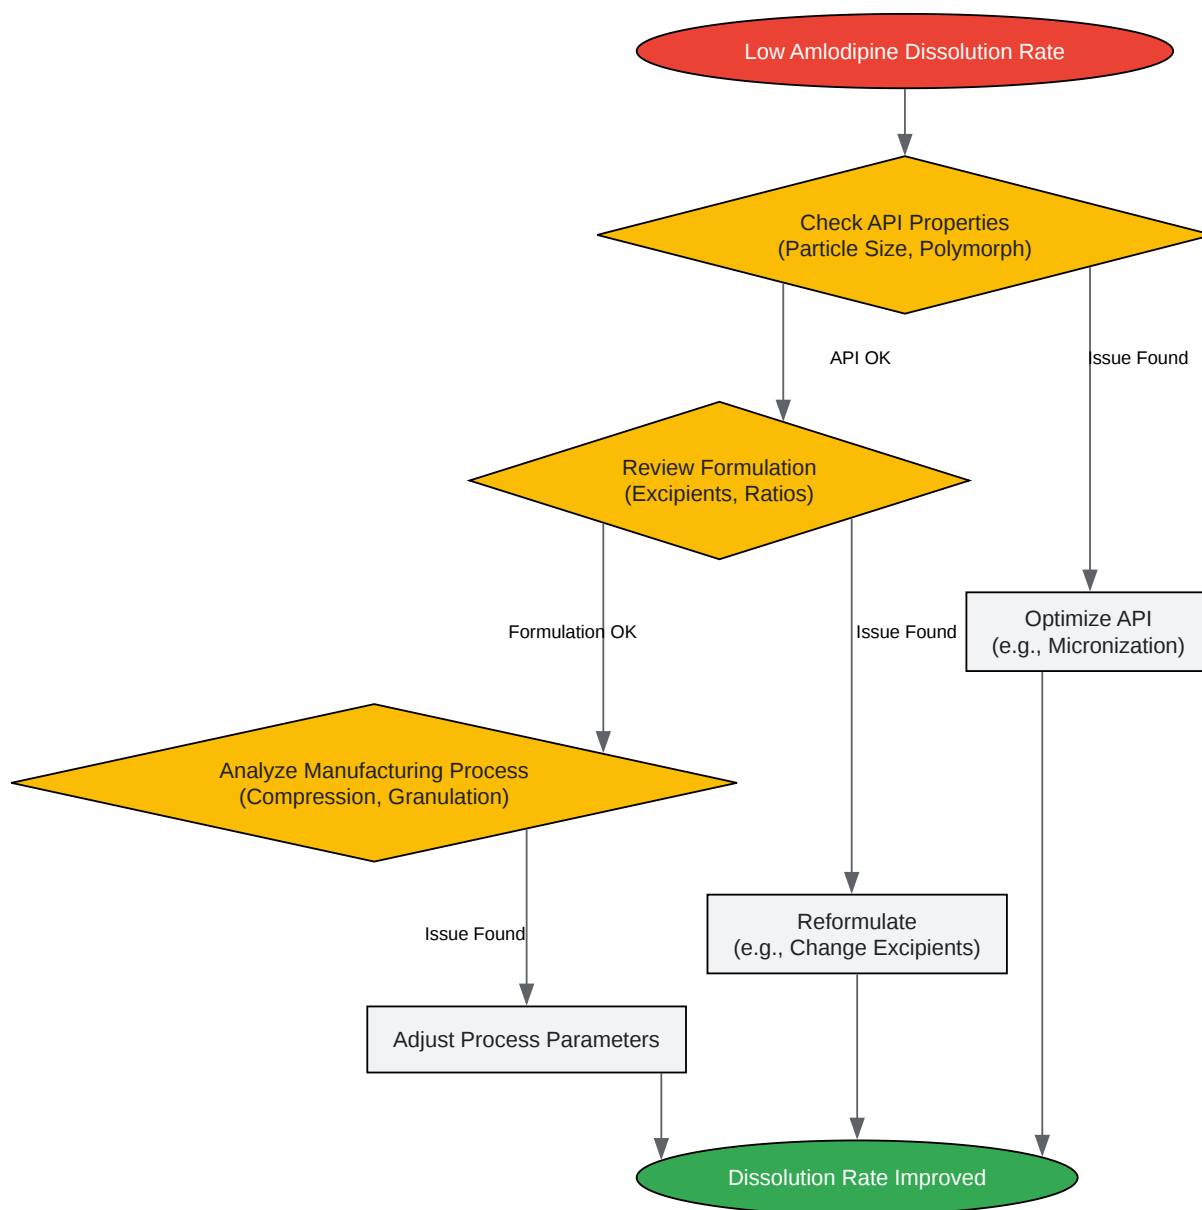 Low Amlodipine Dissolution Rate
Check API Properties
(Particle Size, Polymorph)
API OK
Issue Found
Review Formulation
(Excipients, Ratios)
Optimize API
(e.g., Micronization)
Formulation OK
Issue Found
Analyze Manufacturing Process
(Compression, Granulation)
Reformulate
(e.g., Change Excipients)
Issue Found
Adjust Process Parameters
Dissolution Rate Improved